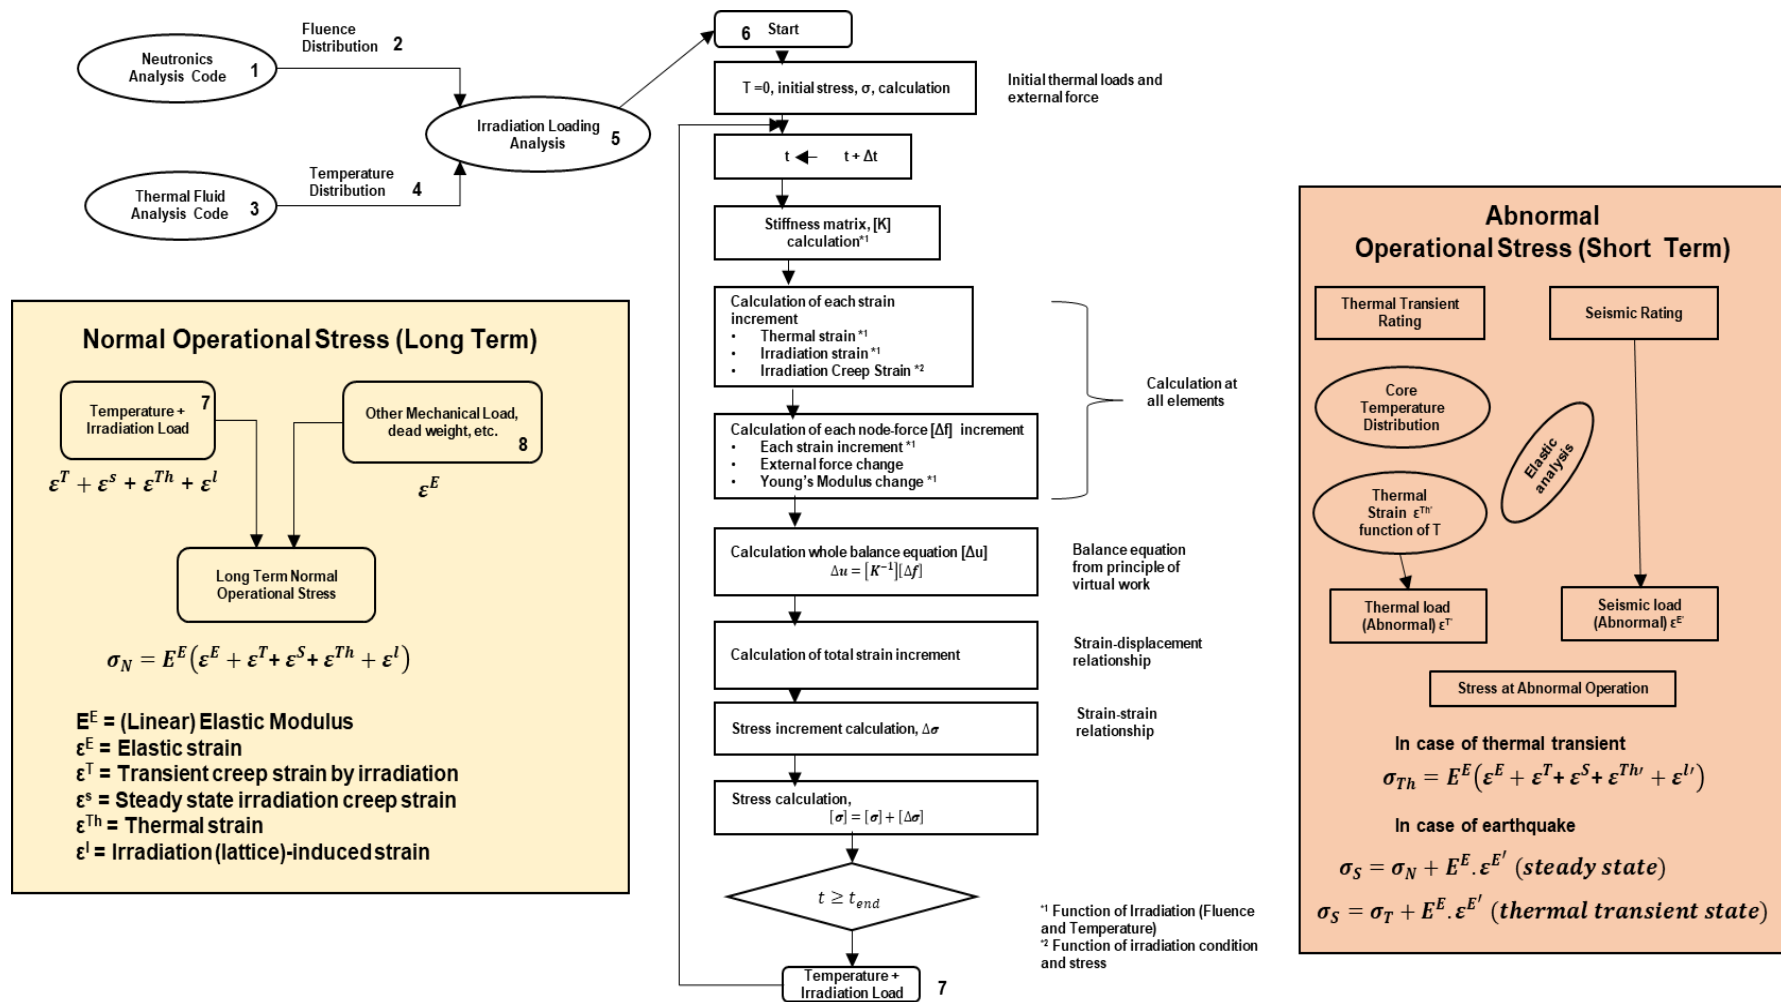 Neutronics
Analysis Code 1
Fluence
Distribution 2
Thermal Fluid
Analysis Code 3
Temperature
Distribution 4
Irradiation Loading
Analysis 5
6 Start
T =0, initial stress, σ, calculation
Initial thermal loads and
external force
t ← t + Δt
Stiffness matrix, [K]
calculation*1
Calculation of each strain
increment
• Thermal strain *1
• Irradiation strain *1
• Irradiation Creep Strain *2
Calculation of each node-force [Δf] increment
• Each strain increment *1
• External force change
• Young's Modulus change *1
Calculation at
all elements
Calculation whole balance equation [Δu]
Δu = [K⁻¹][Δf]
Balance equation
from principle of
virtual work
Calculation of total strain increment
Strain-displacement
relationship
Stress increment calculation, Δσ
Strain-strain
relationship
Stress calculation,
[σ] = [σ] + [Δσ]
t ≥ t_end
Temperature +
Irradiation Load 7
*1 Function of Irradiation (Fluence
and Temperature)
*2 Function of irradiation condition
and stress
Normal Operational Stress (Long Term)
Temperature + 7
Irradiation Load
Other Mechanical Load,
dead weight, etc.
8
ε^T + ε^s + ε^Th + ε^l
ε^E
Long Term Normal
Operational Stress
σ_N = E^E(ε^E + ε^T+ ε^S+ ε^Th + ε^l)
E^E = (Linear) Elastic Modulus
ε^E = Elastic strain
ε^T = Transient creep strain by irradiation
ε^s = Steady state irradiation creep strain
ε^Th = Thermal strain
ε^l = Irradiation (lattice)-induced strain
Abnormal
Operational Stress (Short Term)
Thermal Transient
Rating
Seismic Rating
Core
Temperature
Distribution
Elastic
analysis
Thermal
Strain ε^Th'
function of T
Thermal load
(Abnormal) ε^T'
Seismic load
(Abnormal) ε^E'
Stress at Abnormal Operation
In case of thermal transient
σ_Th = E^E(ε^E + ε^T+ ε^S+ ε^Th′ + ε^l′)
In case of earthquake
σ_S = σ_N + E^E. ε^E′ (steady state)
σ_S = σ_T + E^E. ε^E′ (thermal transient state)